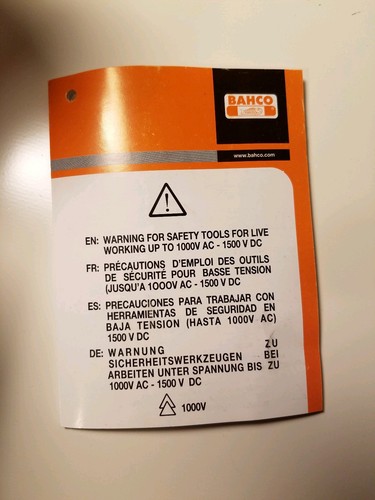 BAHCO
www.bahco.com
EN: WARNING FOR SAFETY TOOLS FOR LIVE
WORKING UP TO 1000V AC - 1500 V DC
FR: PRÉCAUTIONS D'EMPLOI DES OUTILS
DE SÉCURITÉ POUR BASSE TENSION
(JUSQU'A 1OOOV AC - 1500 V DC
ES: PRECAUCIONES PARA TRABAJAR CON
HERRAMIENTAS DE SEGURIDAD EN
BAJA TENSION (HASTA 1000V AC)
1500 V DC
DE: WARNUNG ZU
SICHERHEITSWERKZEUGEN BEI
ARBEITEN UNTER SPANNUNG BIS ZU
1000V AC - 1500 V DC
1000V